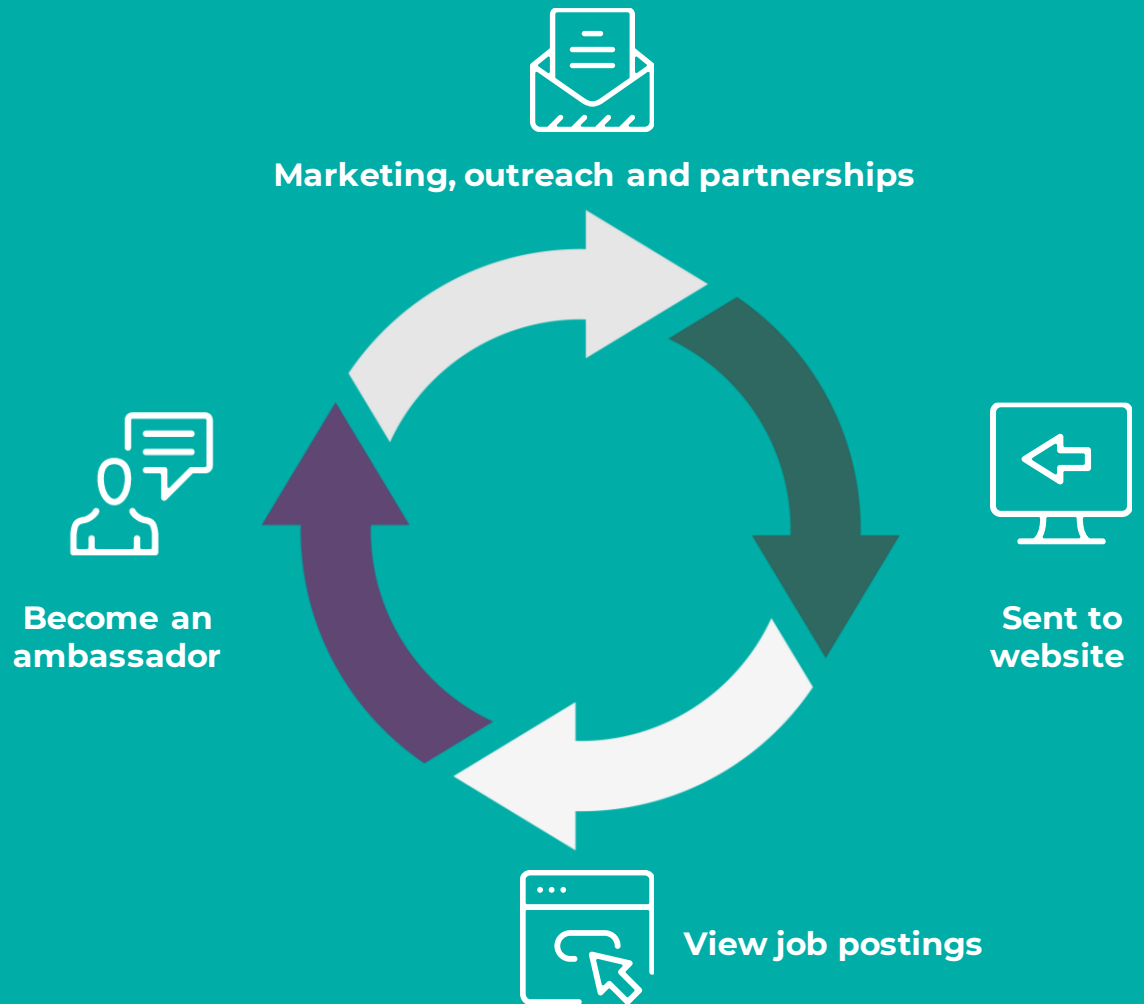 Marketing, outreach and partnerships
Become an
ambassador
Sent to
website
View job postings